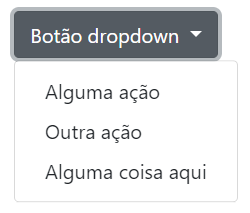 Botão dropdown
Alguma ação
Outra ação
Alguma coisa aqui